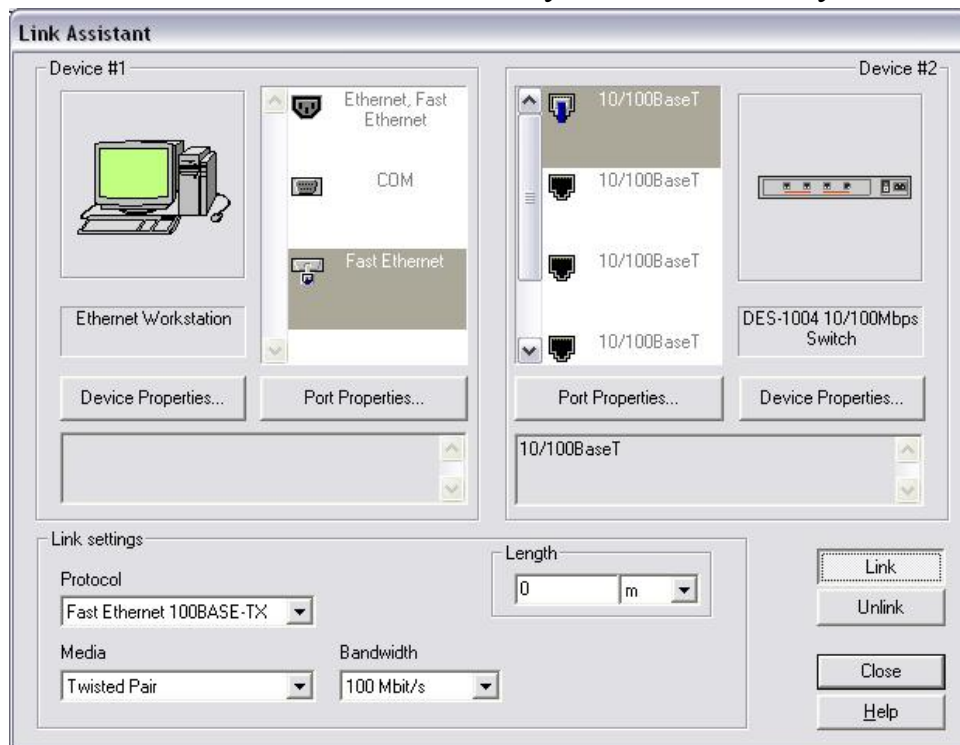 Link Assistant
Device #1
Ethernet, Fast
Ethernet
COM
Fast Ethernet
Ethernet Workstation
Device Properties...
Port Properties...
Device #2
10/100BaseT
10/100BaseT
10/100BaseT
10/100BaseT
DES-1004 10/100Mbps
Switch
Port Properties...
Device Properties...
10/100BaseT
Link settings
Protocol
Fast Ethernet 100BASE-TX
Length
0
m
Media
Twisted Pair
Bandwidth
100 Mbit/s
Link
Unlink
Close
Help